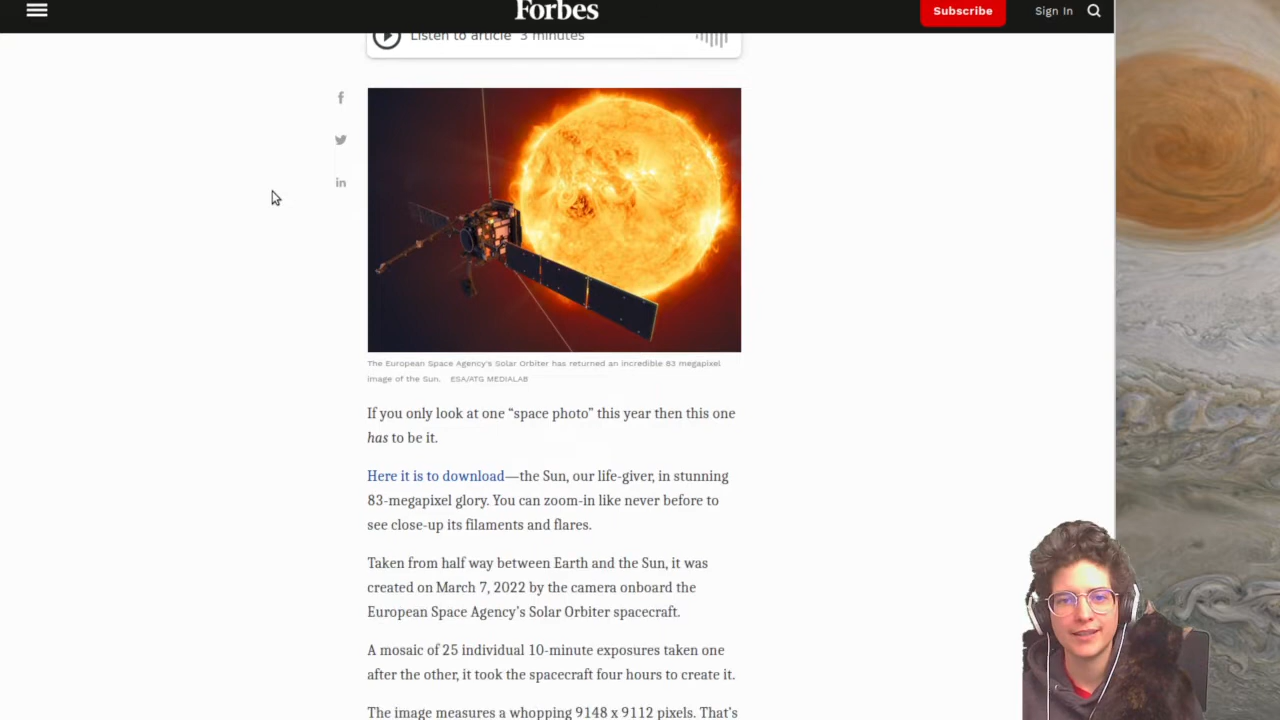 Forbes
Subscribe
Sign In
Listen to article 3 minutes
f
in
The European Space Agency's Solar Orbiter has returned an incredible 83 megapixel
image of the Sun. ESA/ATG MEDIALAB
If you only look at one “space photo” this year then this one
has to be it.
Here it is to download—the Sun, our life-giver, in stunning
83-megapixel glory. You can zoom-in like never before to
see close-up its filaments and flares.
Taken from half way between Earth and the Sun, it was
created on March 7, 2022 by the camera onboard the
European Space Agency’s Solar Orbiter spacecraft.
A mosaic of 25 individual 10-minute exposures taken one
after the other, it took the spacecraft four hours to create it.
The image measures a whopping 9148 x 9112 pixels. That’s